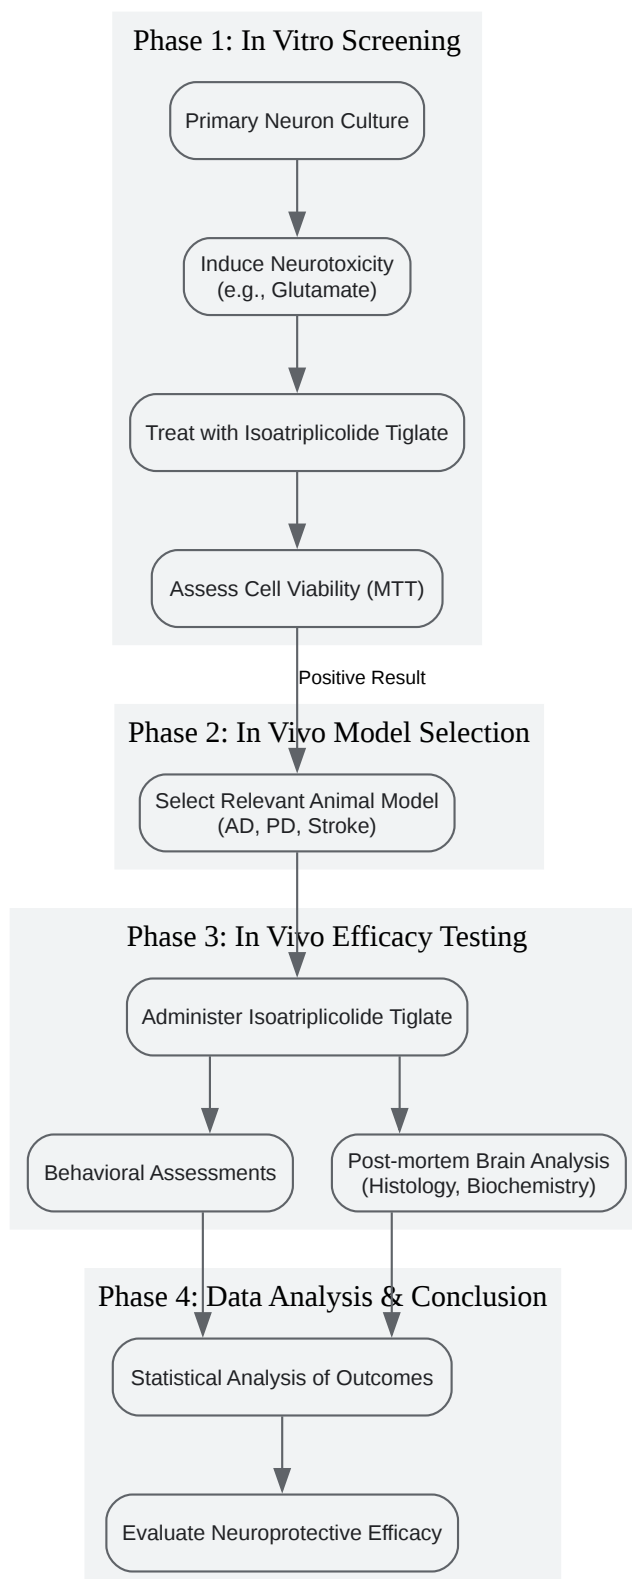 Phase 1: In Vitro Screening
Primary Neuron Culture
Induce Neurotoxicity
(e.g., Glutamate)
Treat with Isoatriplicolide Tiglate
Assess Cell Viability (MTT)
Positive Result
Phase 2: In Vivo Model Selection
Select Relevant Animal Model
(AD, PD, Stroke)
Phase 3: In Vivo Efficacy Testing
Administer Isoatriplicolide Tiglate
Behavioral Assessments
Post-mortem Brain Analysis
(Histology, Biochemistry)
Phase 4: Data Analysis & Conclusion
Statistical Analysis of Outcomes
Evaluate Neuroprotective Efficacy